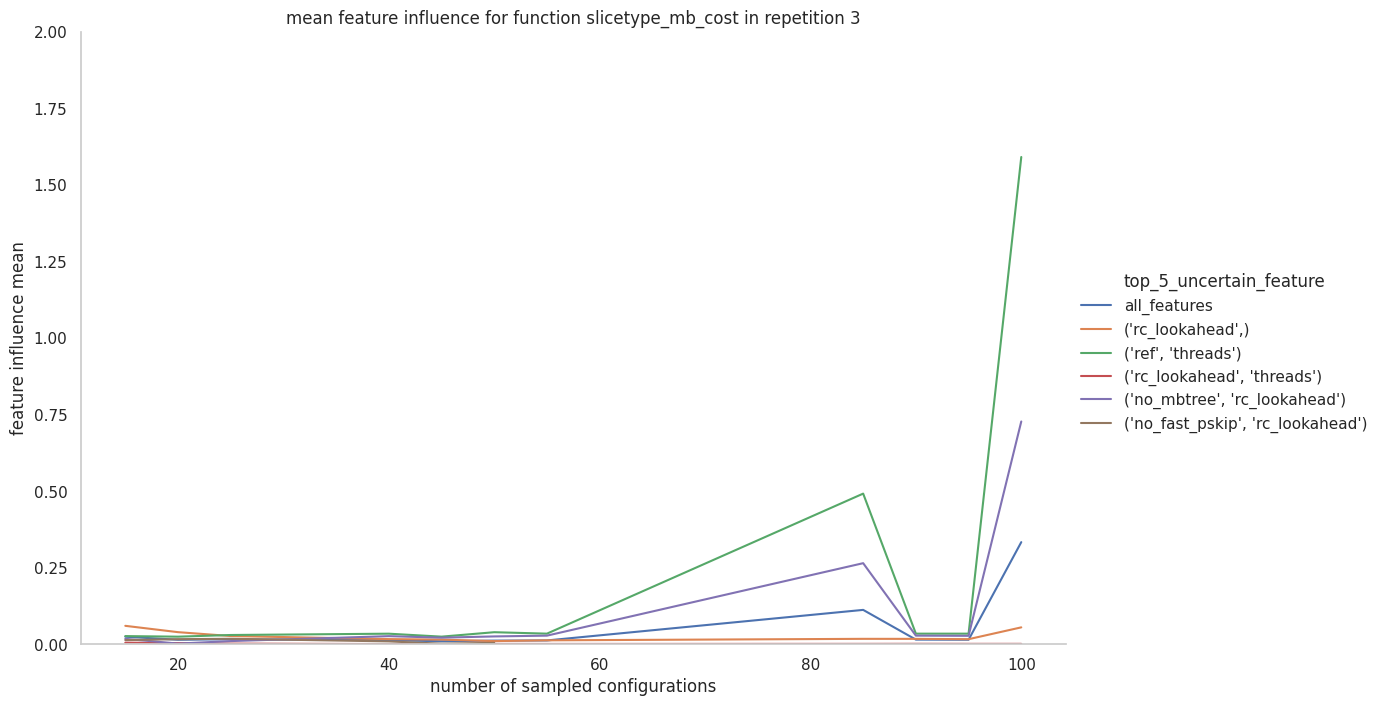 mean feature influence for function slicetype_mb_cost in repetition 3
2.00
1.75
1.50
1.25
1.00
0.75
0.50
0.25
0.00
feature influence mean
20
40
60
80
100
number of sampled configurations
top_5_uncertain_feature
all_features
('rc_lookahead',)
('ref', 'threads')
('rc_lookahead', 'threads')
('no_mbtree', 'rc_lookahead')
('no_fast_pskip', 'rc_lookahead')